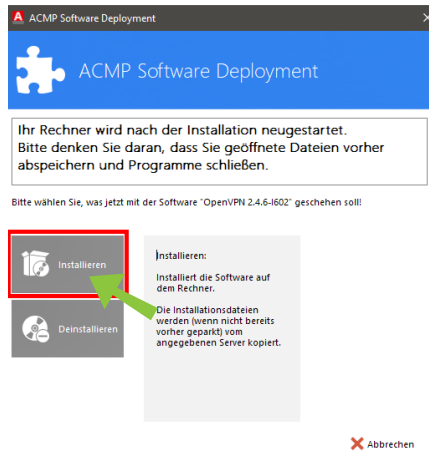 ACMP Software Deployment
ACMP Software Deployment
Ihr Rechner wird nach der Installation neugestartet.
Bitte denken Sie daran, dass Sie geöffnete Dateien vorher
abspeichern und Programme schließen.
Bitte wählen Sie, was jetzt mit der Software "OpenVPN 2.4.6-I602" geschehen soll!
Installieren
Deinstallieren
Installieren:
Installiert die Software auf
dem Rechner.
Die Installationsdateien
werden (wenn nicht bereits
vorher geparkt) vom
angegebenen Server kopiert.
Abbrechen